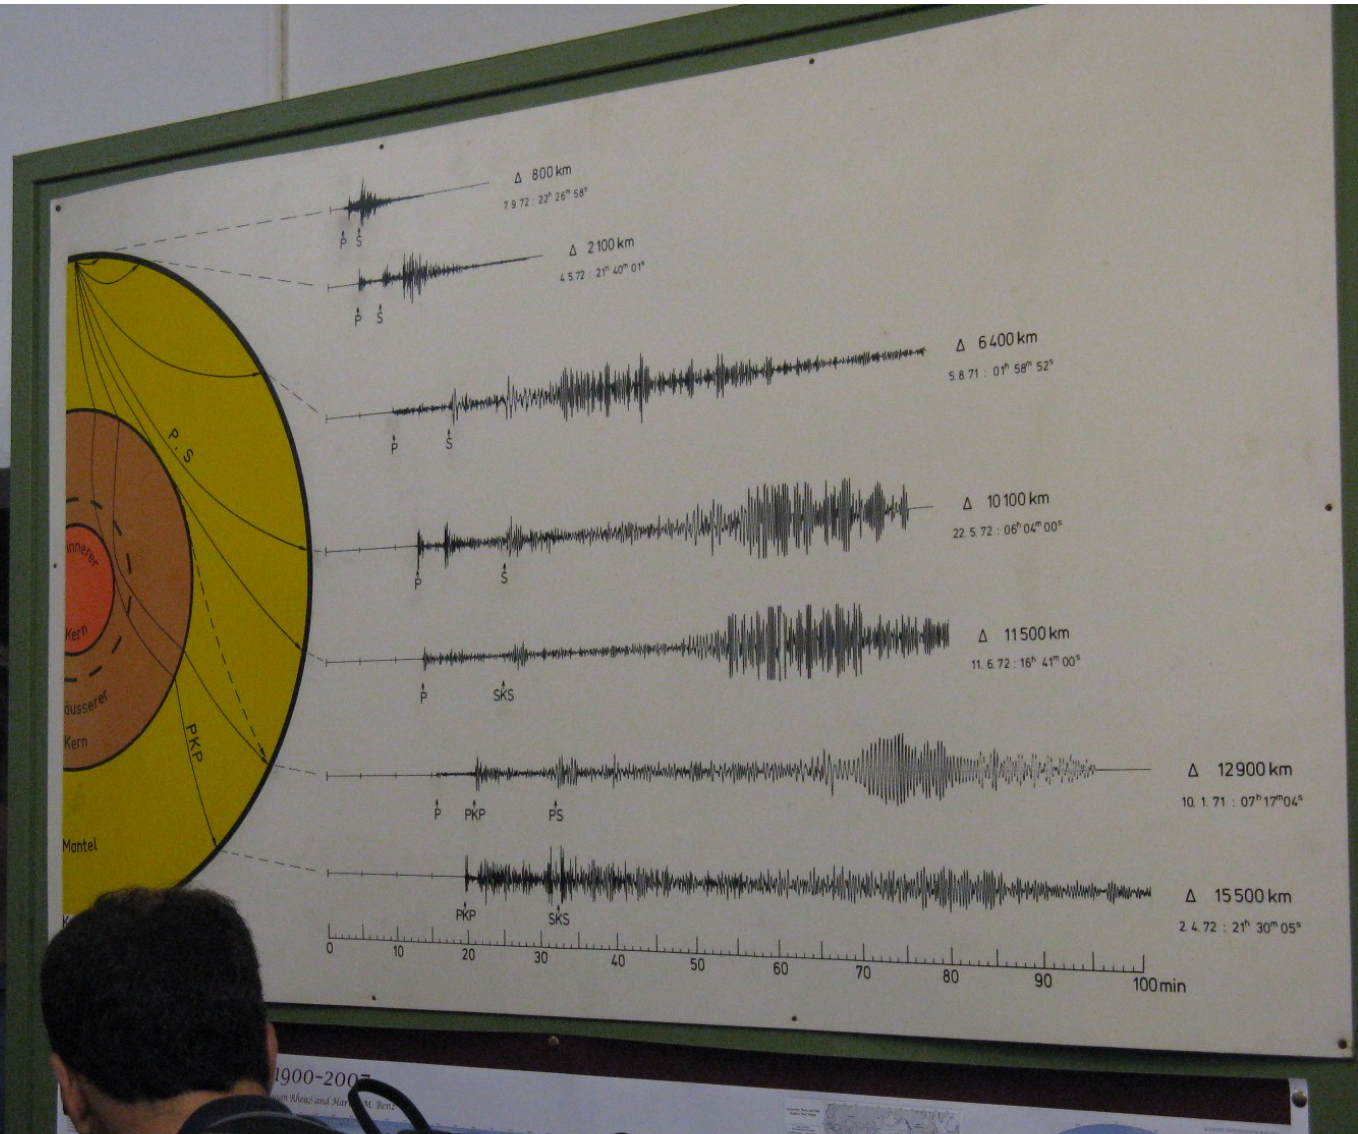 Δ 800 km
7.9.72 : 22ʰ 26ᵐ 58ˢ
P S
Δ 2100 km
4.5.72 : 21ʰ 40ᵐ 01ˢ
P S
Δ 6400 km
5.8.71 : 01ʰ 58ᵐ 52ˢ
P S
P, S
Δ 10100 km
22.5.72 : 06ʰ 04ᵐ 00ˢ
P S
innerer
Kern
Δ 11500 km
11.6.72 : 16ʰ 41ᵐ 00ˢ
P SKS
äusserer
Kern
PKP
Δ 12900 km
10.1.71 : 07ʰ 17ᵐ 04ˢ
P PKP PS
Mantel
Δ 15500 km
2.4.72 : 21ʰ 30ᵐ 05ˢ
PKP SKS
0 10 20 30 40 50 60 70 80 90 100 min
1900-2007
Rhea and M. Benz